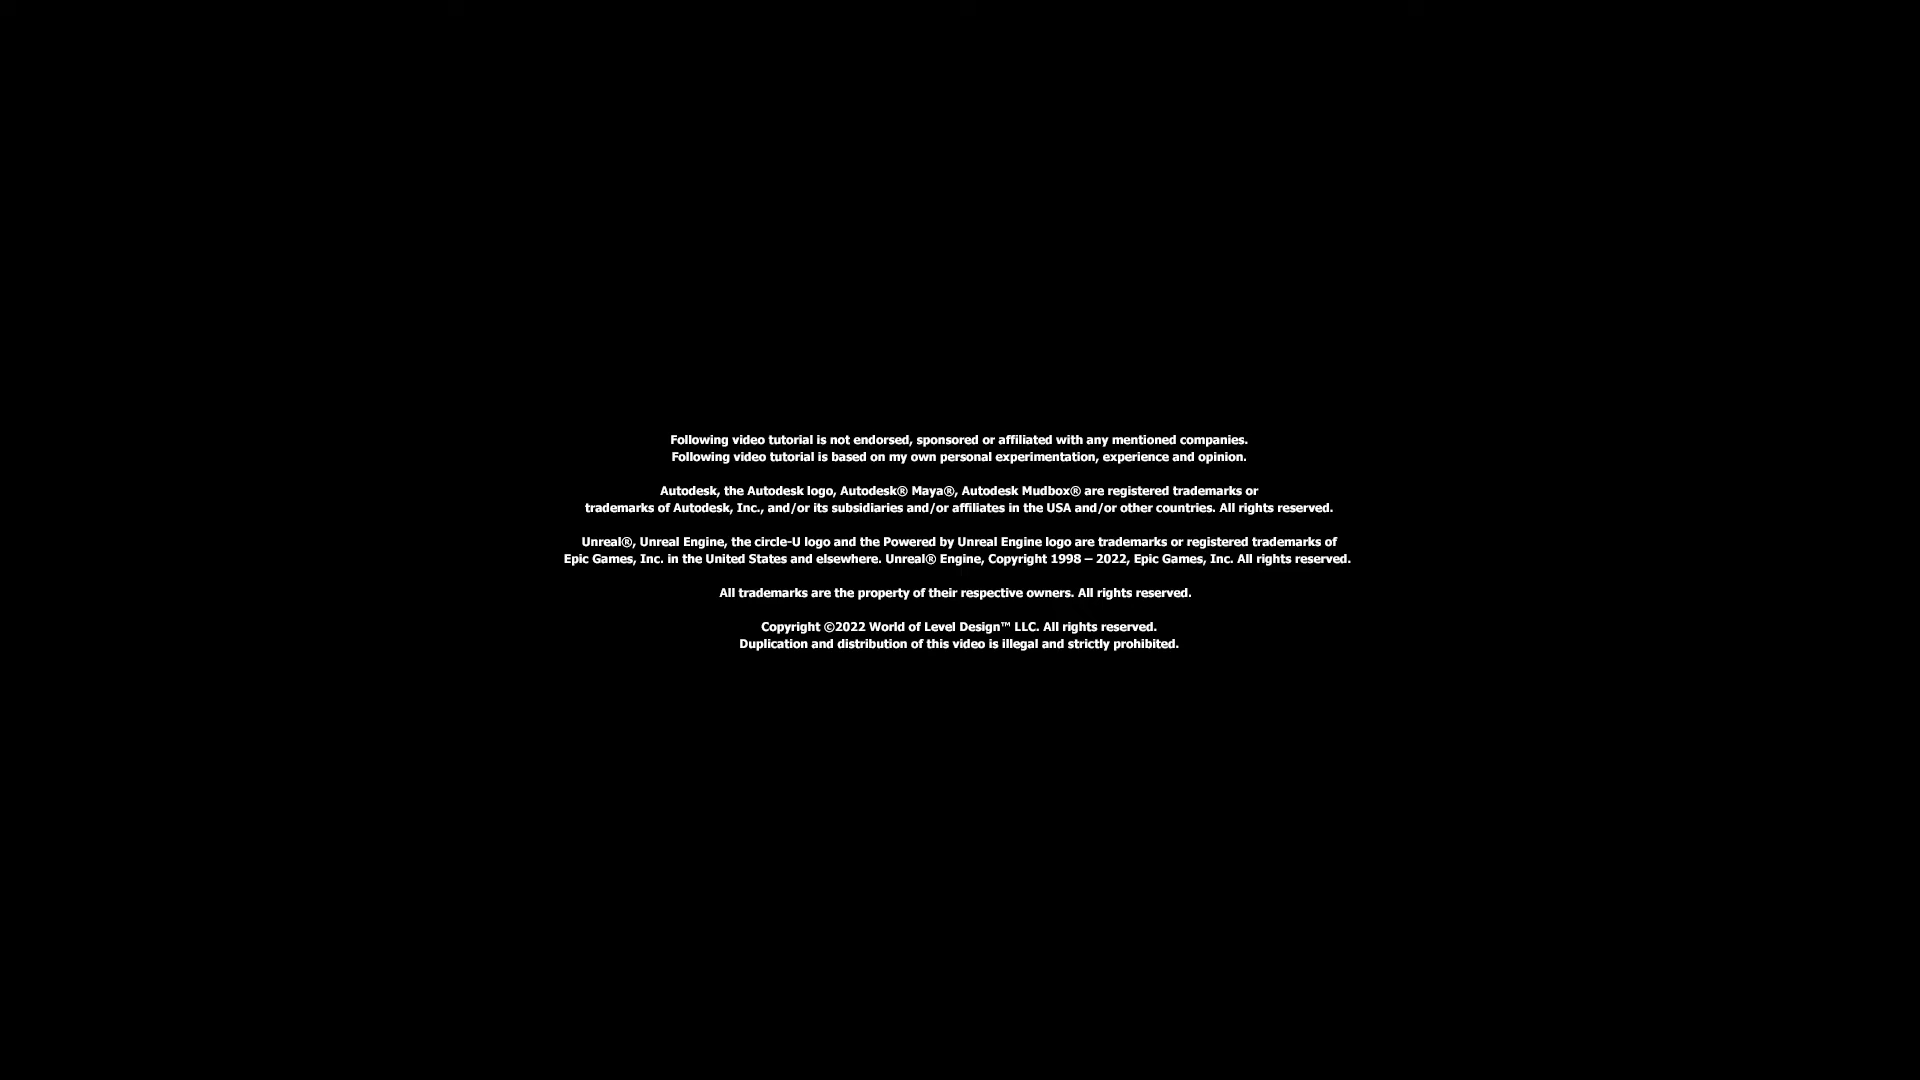 Following video tutorial is not endorsed, sponsored or affiliated with any mentioned companies.
Following video tutorial is based on my own personal experimentation, experience and opinion.
Autodesk, the Autodesk logo, Autodesk® Maya®, Autodesk Mudbox® are registered trademarks or
trademarks of Autodesk, Inc., and/or its subsidiaries and/or affiliates in the USA and/or other countries. All rights reserved.
Unreal®, Unreal Engine, the circle-U logo and the Powered by Unreal Engine logo are trademarks or registered trademarks of
Epic Games, Inc. in the United States and elsewhere. Unreal® Engine, Copyright 1998 – 2022, Epic Games, Inc. All rights reserved.
All trademarks are the property of their respective owners. All rights reserved.
Copyright ©2022 World of Level Design™ LLC. All rights reserved.
Duplication and distribution of this video is illegal and strictly prohibited.